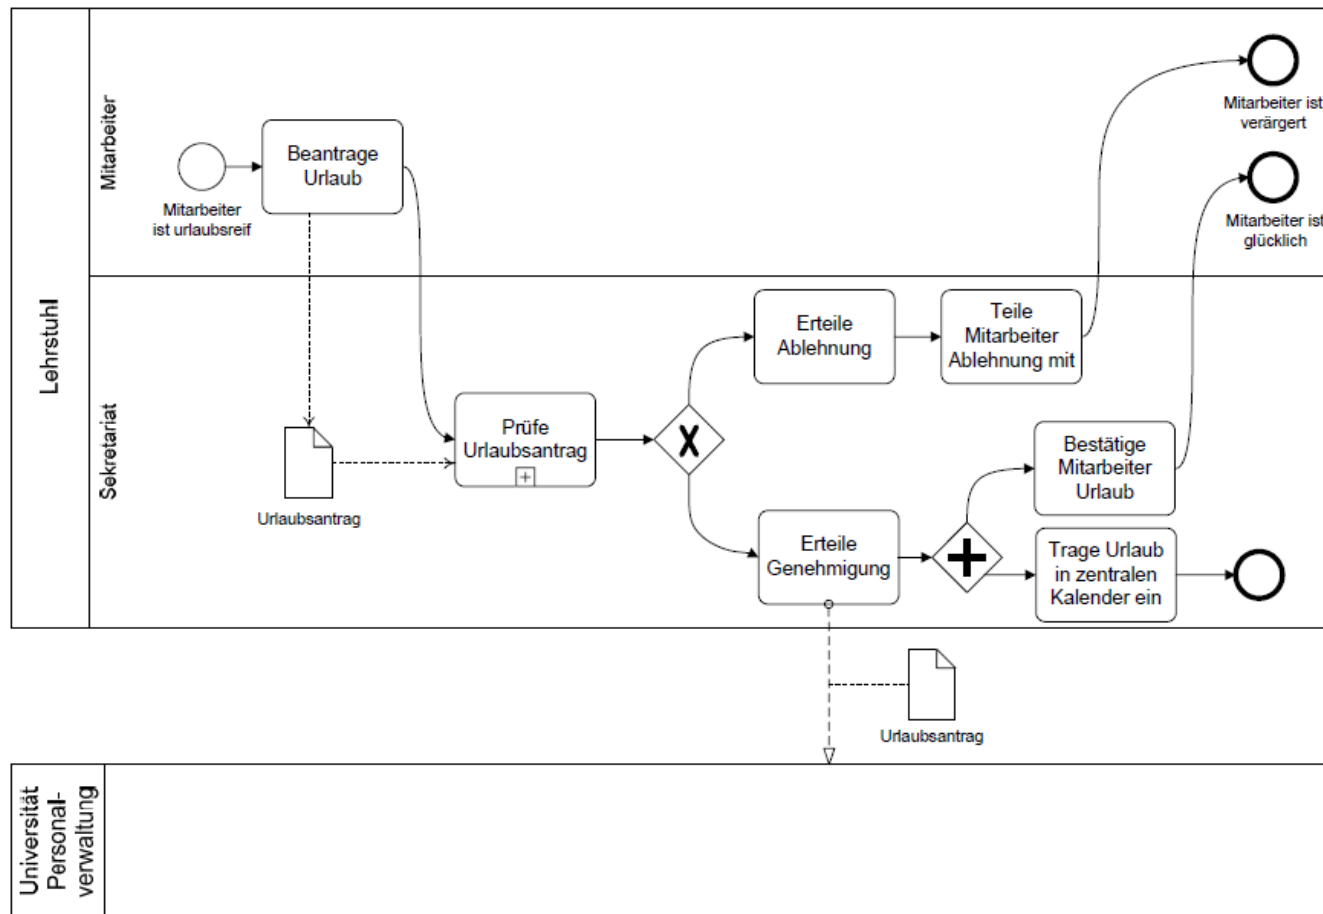 Lehrstuhl
Mitarbeiter
Mitarbeiter
ist urlaubsreif
Beantrage
Urlaub
Mitarbeiter ist
verärgert
Mitarbeiter ist
glücklich
Sekretariat
Urlaubsantrag
Prüfe
Urlaubsantrag
X
Erteile
Ablehnung
Teile
Mitarbeiter
Ablehnung mit
Erteile
Genehmigung
Bestätige
Mitarbeiter
Urlaub
Trage Urlaub
in zentralen
Kalender ein
Urlaubsantrag
Universität
Personal-
verwaltung